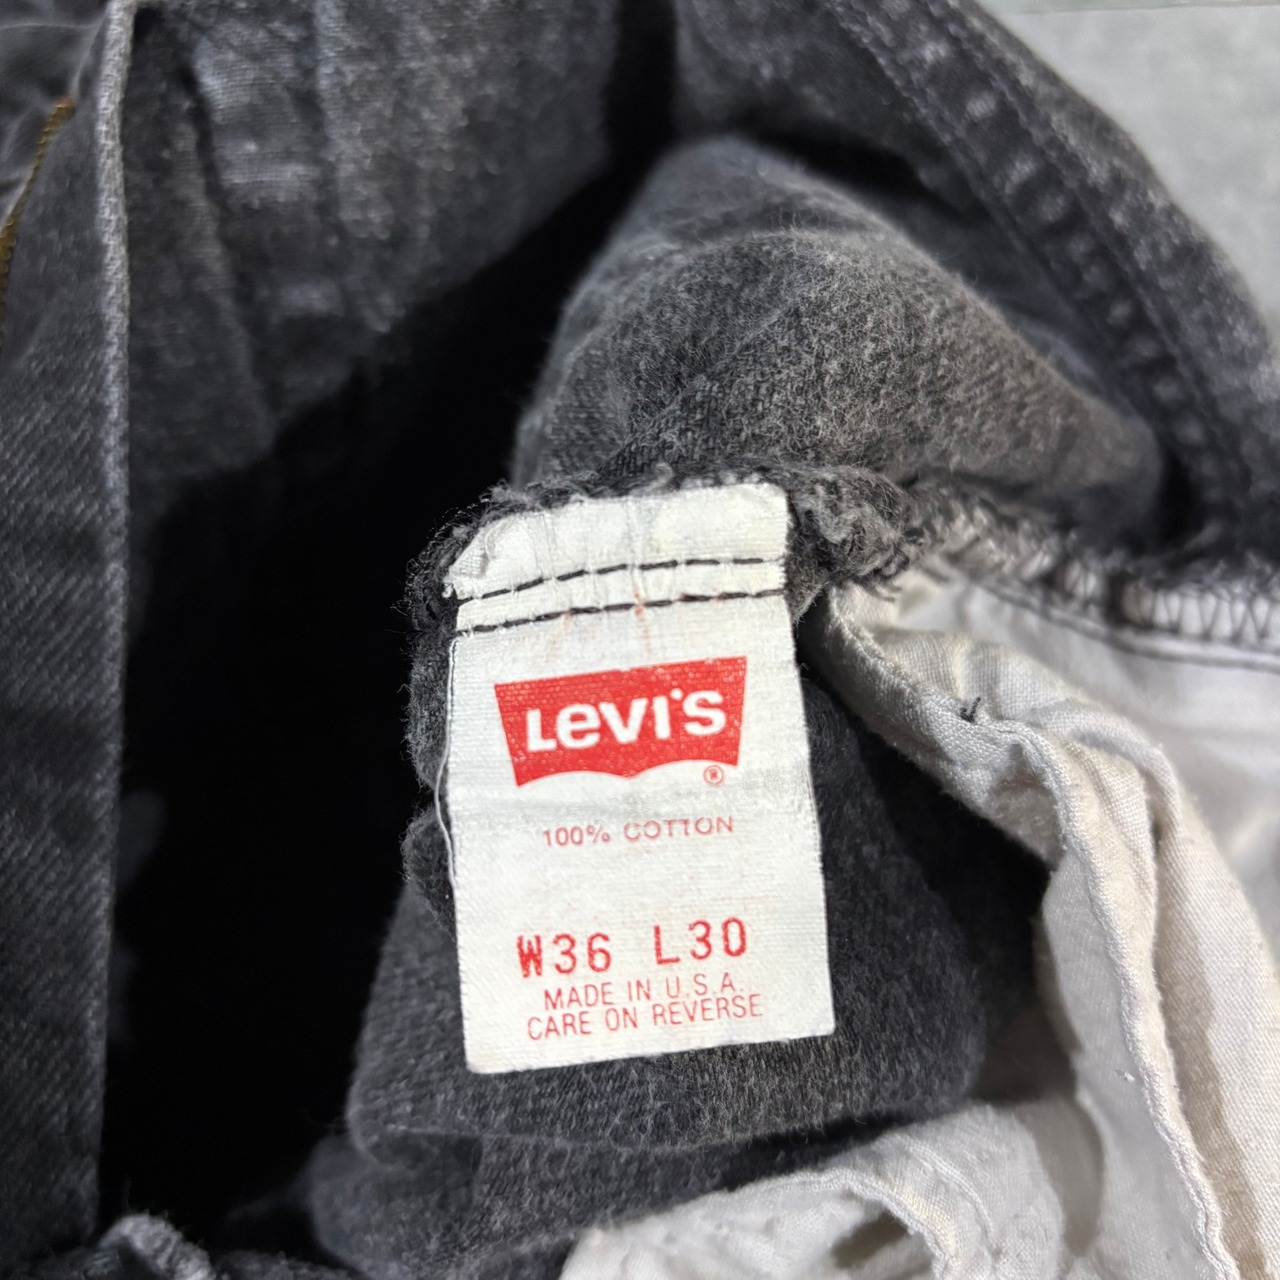 Levi's
®
100% COTTON
W36 L30
MADE IN U.S.A.
CARE ON REVERSE